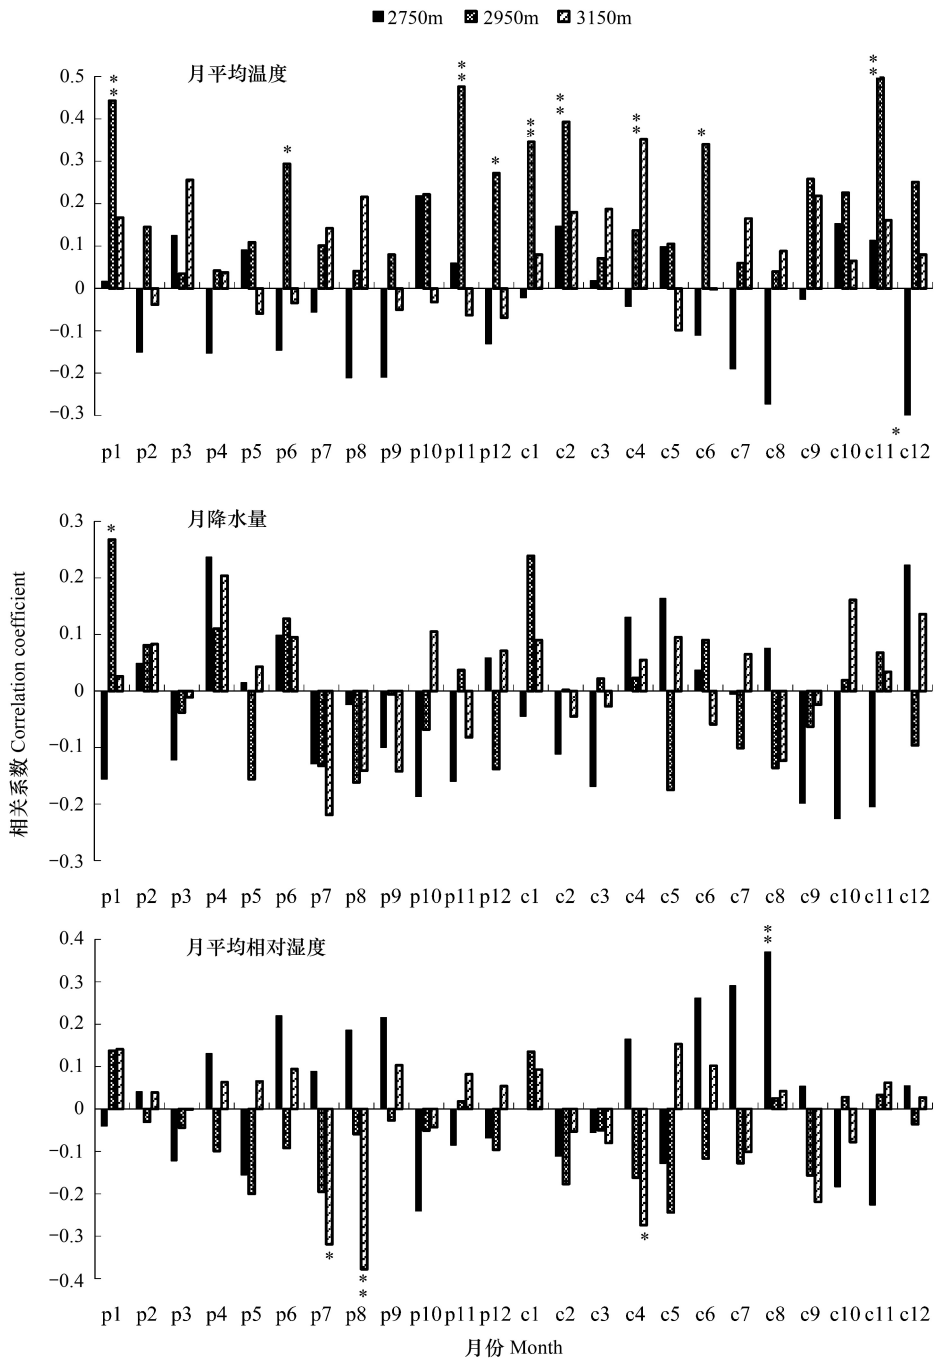 2750m 2950m 3150m
月平均温度
0.5
0.4
0.3
0.2
0.1
0
−0.1
−0.2
−0.3
** * ** * ** ** ** * ** *
p1 p2 p3 p4 p5 p6 p7 p8 p9 p10 p11 p12 c1 c2 c3 c4 c5 c6 c7 c8 c9 c10 c11 c12
月降水量
0.3
0.2
0.1
0
−0.1
−0.2
−0.3
*
p1 p2 p3 p4 p5 p6 p7 p8 p9 p10 p11 p12 c1 c2 c3 c4 c5 c6 c7 c8 c9 c10 c11 c12
相关系数 Correlation coefficient
月平均相对湿度
0.4
0.3
0.2
0.1
0
−0.1
−0.2
−0.3
−0.4
**
* ** *
p1 p2 p3 p4 p5 p6 p7 p8 p9 p10 p11 p12 c1 c2 c3 c4 c5 c6 c7 c8 c9 c10 c11 c12
月份 Month